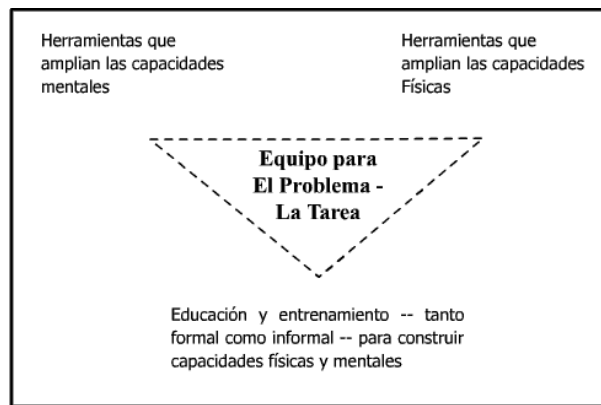 Herramientas que
amplian las capacidades
mentales
Herramientas que
amplian las capacidades
Físicas
Equipo para
El Problema -
La Tarea
Educación y entrenamiento -- tanto
formal como informal -- para construir
capacidades físicas y mentales